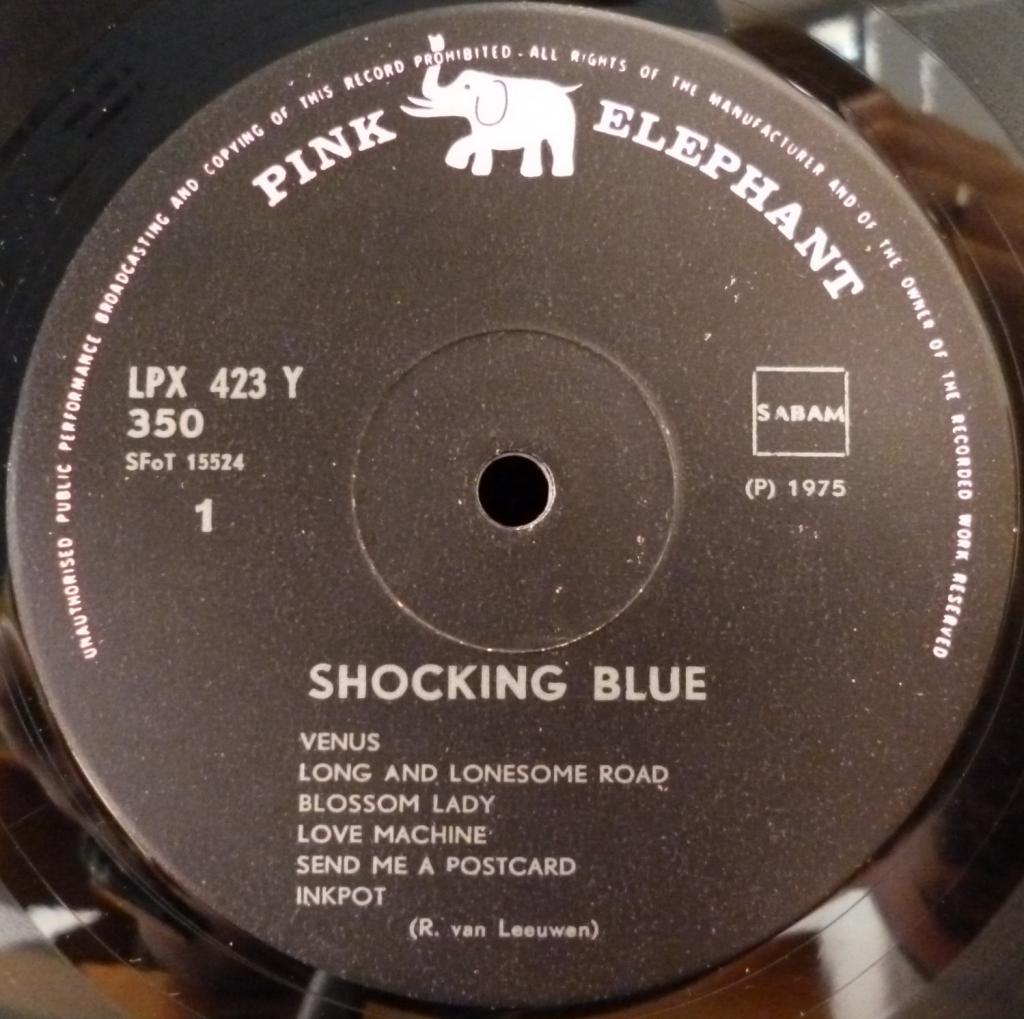 UNAUTHORISED PUBLIC PERFORMANCE BROADCASTING AND COPYING OF THIS RECORD PROHIBITED - ALL RIGHTS OF THE MANUFACTURER AND OF THE OWNER OF THE RECORDED WORK RESERVED
PINK ELEPHANT
LPX 423 Y
350
SFoT 15524
1
SABAM
(P) 1975
SHOCKING BLUE
VENUS
LONG AND LONESOME ROAD
BLOSSOM LADY
LOVE MACHINE
SEND ME A POSTCARD
INKPOT
(R. van Leeuwen)